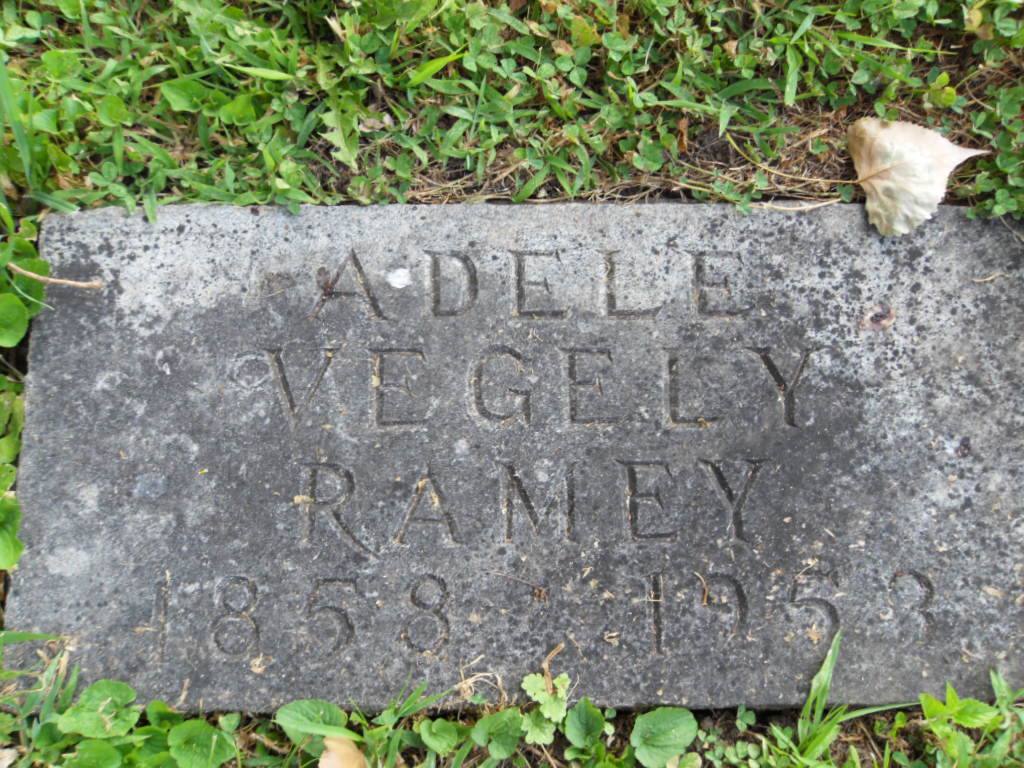 ADELE
VEGELY
RAMEY
1858 - 1953